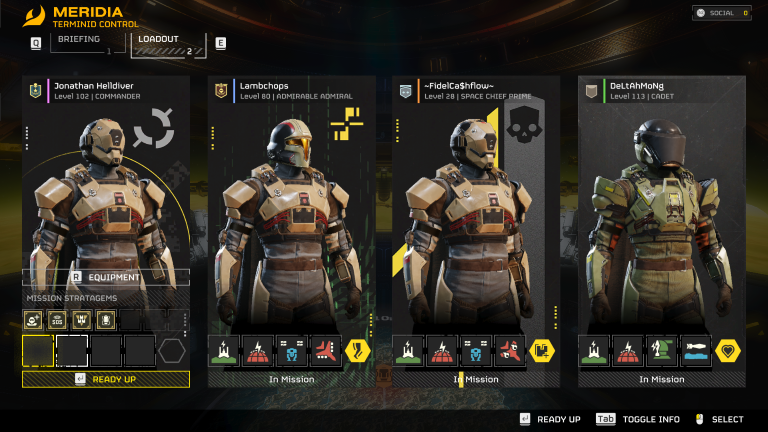 MERIDIA
TERMINID CONTROL
SOCIAL 0
Q BRIEFING 1 LOADOUT 2 E
Jonathan Helldiver
Level 102 | COMMANDER
Lambchops
Level 80 | ADMIRABLE ADMIRAL
~FidelCa$hflow~
Level 28 | SPACE CHIEF PRIME
DeLtAhMoNg
Level 113 | CADET
R EQUIPMENT
MISSION STRATAGEMS
SOS
READY UP
In Mission
In Mission
In Mission
READY UP Tab TOGGLE INFO SELECT